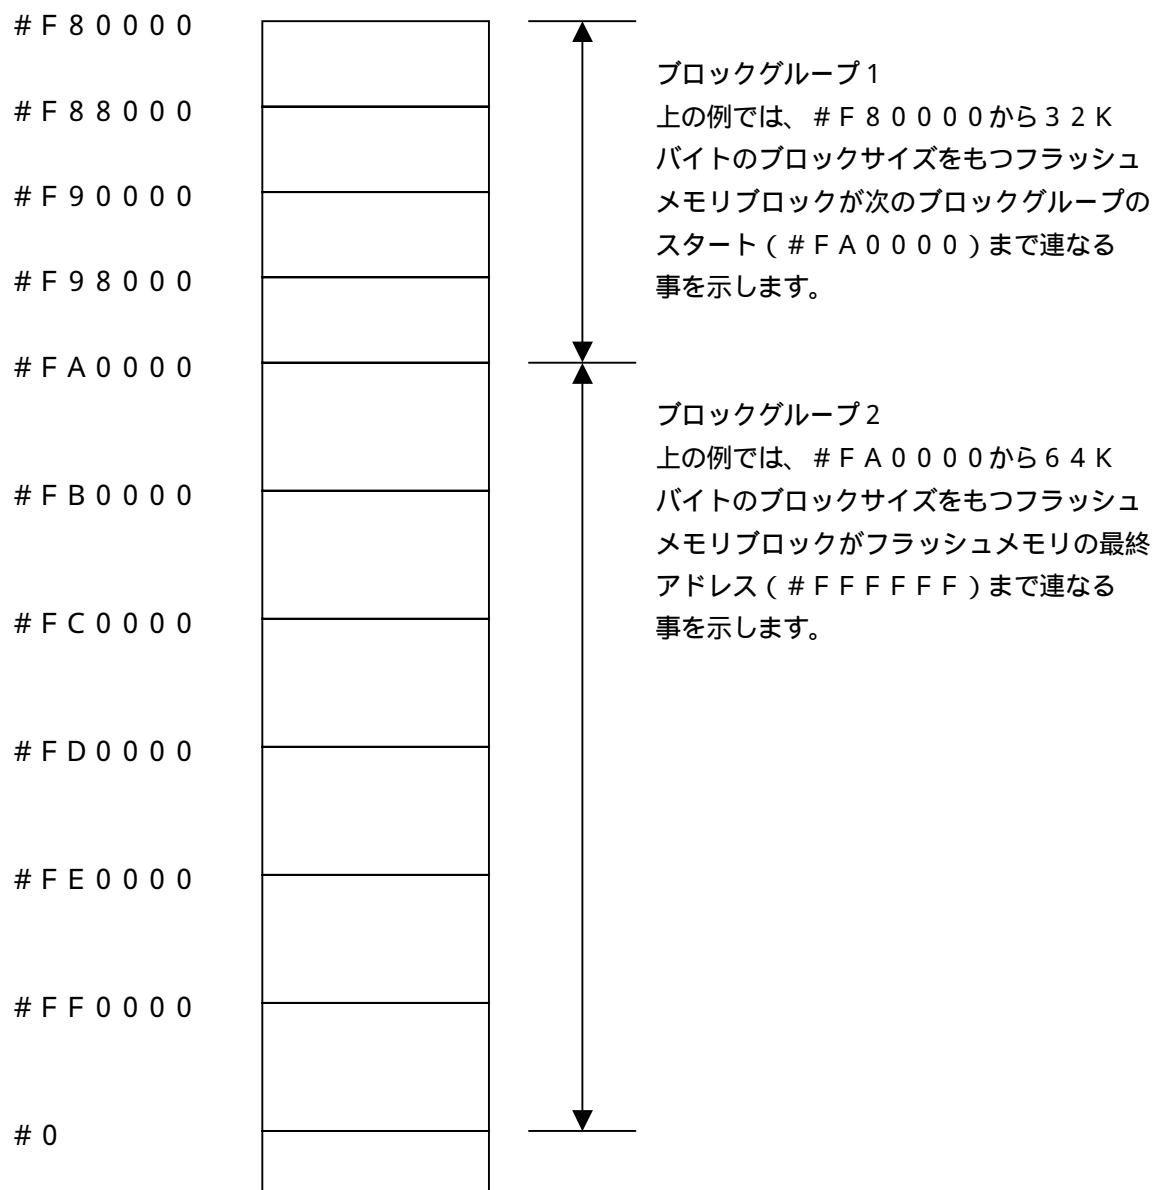 #F80000
ブロックグループ1
上の例では、#F80000から32K
#F88000
バイトのブロックサイズをもつフラッシュ
#F90000
メモリブロックが次のブロックグループの
スタート(#FA0000)まで連なる
#F98000
事を示します。
#FA0000
ブロックグループ2
上の例では、#FA0000から64K
#FB0000
バイトのブロックサイズをもつフラッシュ
メモリブロックがフラッシュメモリの最終
アドレス(#FFFFFF)まで連なる
#FC0000
事を示します。
#FD0000
#FE0000
#FF0000
#0